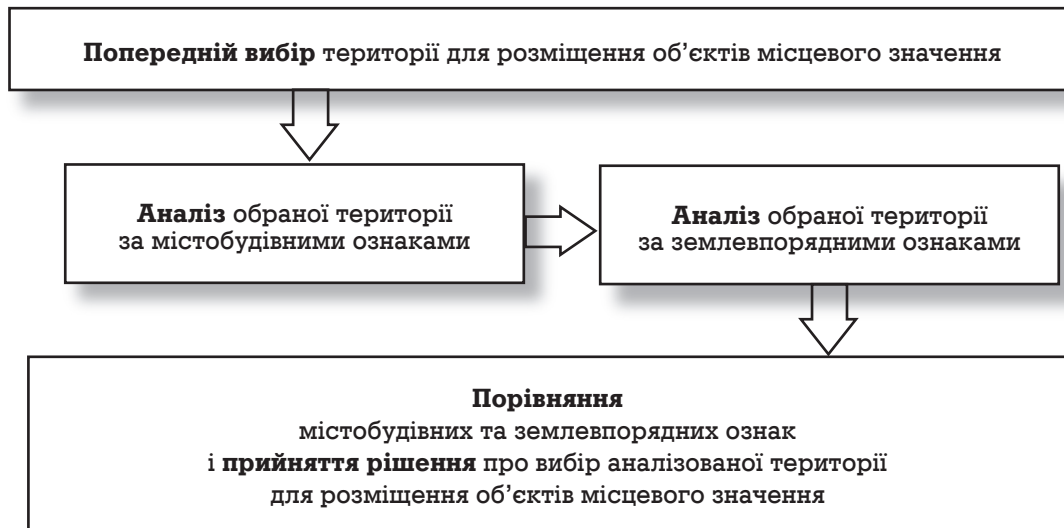 Попередній вибір території для розміщення об’єктів місцевого значення
Аналіз обраної території
за містобудівними ознаками
Аналіз обраної території
за землевпорядними ознаками
Порівняння
містобудівних та землевпорядних ознак
і прийняття рішення про вибір аналізованої території
для розміщення об’єктів місцевого значення